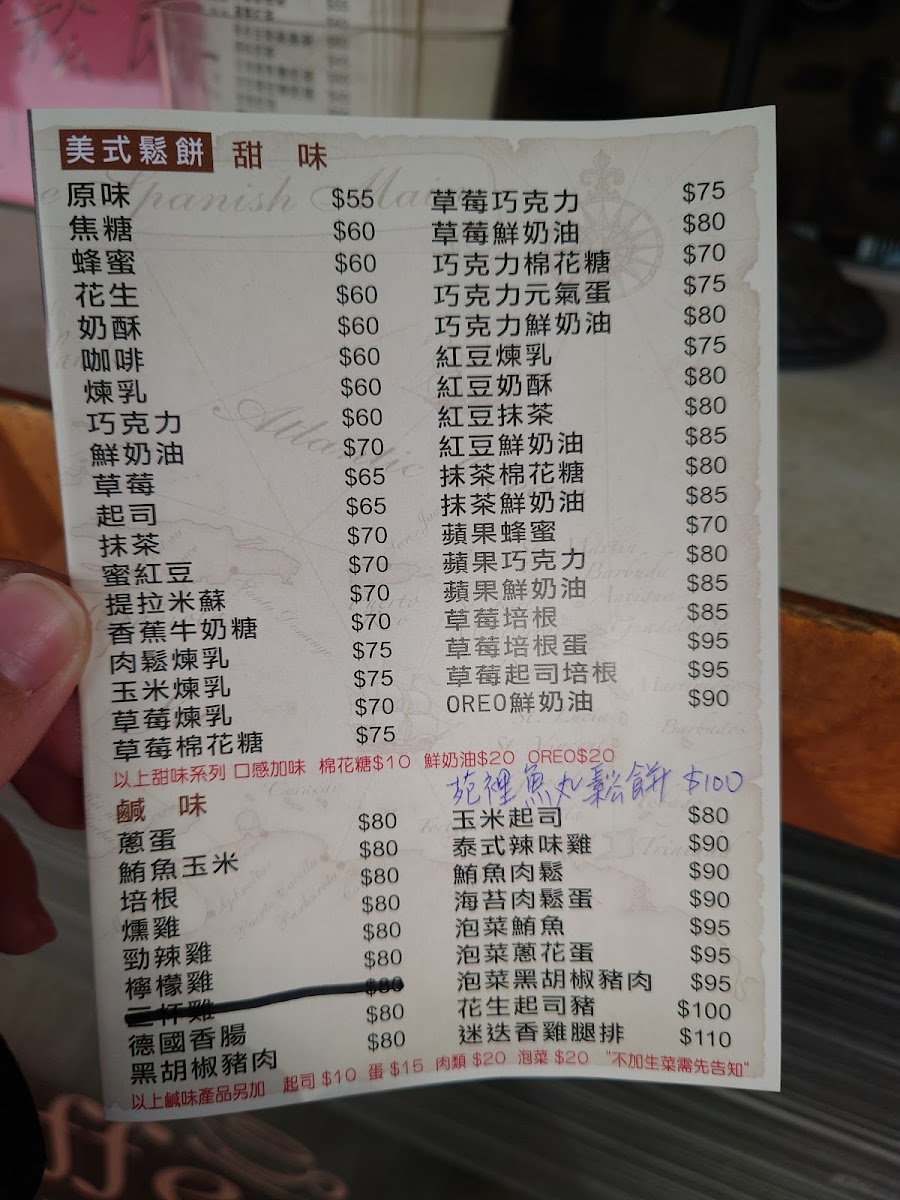 美式鬆餅 甜味
原味 $55
焦糖 $60
蜂蜜 $60
花生 $60
奶酥 $60
咖啡 $60
煉乳 $60
巧克力 $60
鮮奶油 $70
草莓 $65
起司 $65
抹茶 $70
蜜紅豆 $70
提拉米蘇 $70
香蕉牛奶糖 $70
肉鬆煉乳 $75
玉米煉乳 $75
草莓煉乳 $70
草莓棉花糖 $75
草莓巧克力 $75
草莓鮮奶油 $80
巧克力棉花糖 $70
巧克力元氣蛋 $75
巧克力鮮奶油 $80
紅豆煉乳 $75
紅豆奶酥 $80
紅豆抹茶 $80
紅豆鮮奶油 $85
抹茶棉花糖 $80
抹茶鮮奶油 $85
蘋果蜂蜜 $70
蘋果巧克力 $80
蘋果鮮奶油 $85
草莓培根 $85
草莓培根蛋 $95
草莓起司培根 $95
OREO鮮奶油 $90
以上甜味系列 口感加味 棉花糖$10 鮮奶油$20 OREO$20
苑裡魚丸鬆餅 $100
鹹味
蔥蛋 $80
鮪魚玉米 $80
培根 $80
燻雞 $80
勁辣雞 $80
檸檬雞 $80
三杯雞 $80
德國香腸 $80
黑胡椒豬肉 $80
玉米起司 $80
泰式辣味雞 $90
鮪魚肉鬆 $90
海苔肉鬆蛋 $90
泡菜鮪魚 $95
泡菜蔥花蛋 $95
泡菜黑胡椒豬肉 $95
花生起司豬 $100
迷迭香雞腿排 $110
以上鹹味產品另加 起司$10 蛋$15 肉類$20 泡菜$20 "不加生菜需先告知"